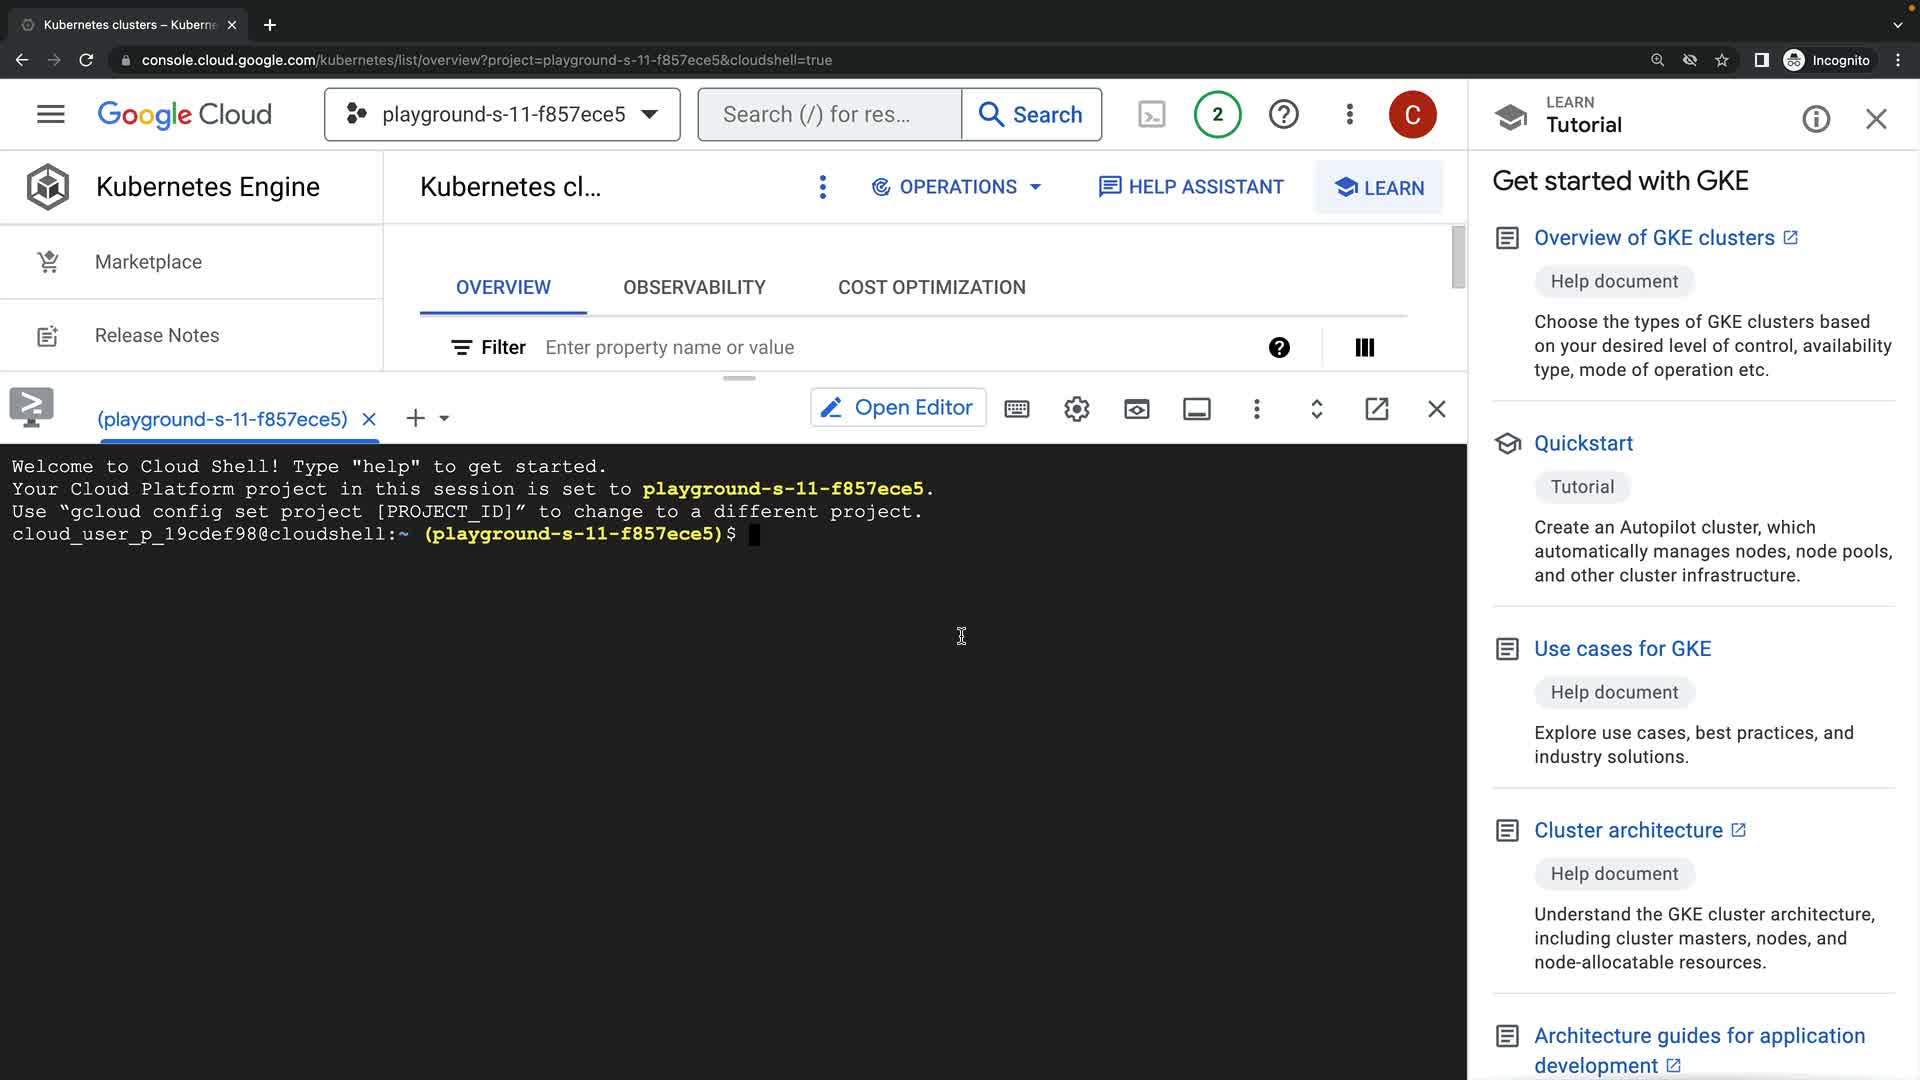 Kubernetes clusters – Kuberne
console.cloud.google.com/kubernetes/list/overview?project=playground-s-11-f857ece5&cloudshell=true
Incognito
Google Cloud
playground-s-11-f857ece5
Search (/) for res...
Search
2
C
LEARN
Tutorial
Kubernetes Engine
Kubernetes cl...
OPERATIONS
HELP ASSISTANT
LEARN
Marketplace
Release Notes
OVERVIEW
OBSERVABILITY
COST OPTIMIZATION
Filter
Enter property name or value
(playground-s-11-f857ece5)
Open Editor
Welcome to Cloud Shell! Type "help" to get started.
Your Cloud Platform project in this session is set to playground-s-11-f857ece5.
Use “gcloud config set project [PROJECT_ID]” to change to a different project.
cloud_user_p_19cdef98@cloudshell:~ (playground-s-11-f857ece5)$
Get started with GKE
Overview of GKE clusters
Help document
Choose the types of GKE clusters based
on your desired level of control, availability
type, mode of operation etc.
Quickstart
Tutorial
Create an Autopilot cluster, which
automatically manages nodes, node pools,
and other cluster infrastructure.
Use cases for GKE
Help document
Explore use cases, best practices, and
industry solutions.
Cluster architecture
Help document
Understand the GKE cluster architecture,
including cluster masters, nodes, and
node-allocatable resources.
Architecture guides for application
development